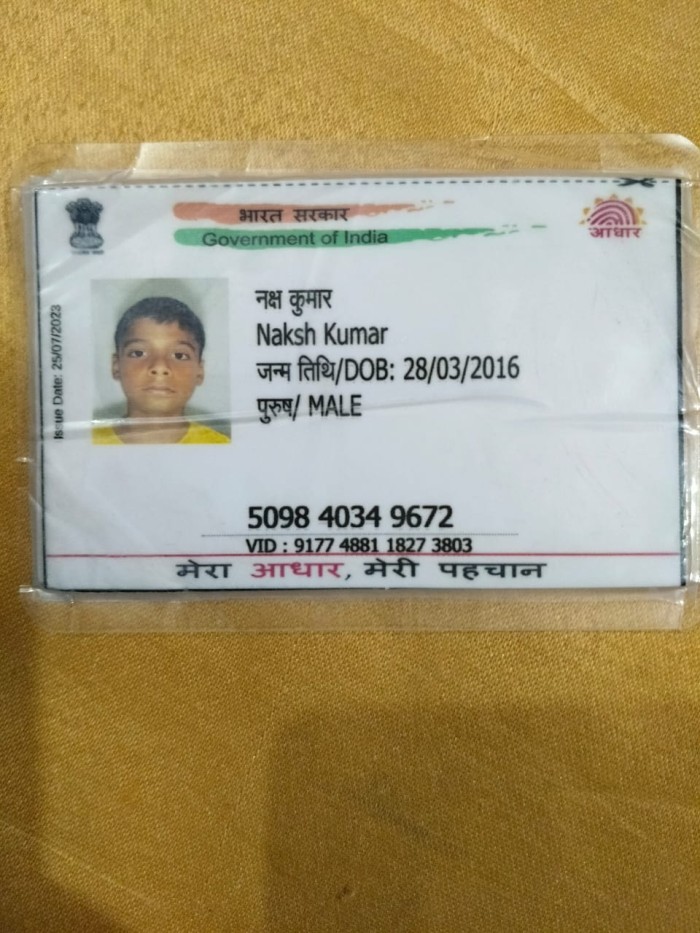 भारत सरकार
Government of India
आधार
Issue Date: 25/07/2023
नक्ष कुमार
Naksh Kumar
जन्म तिथि/DOB: 28/03/2016
पुरुष/ MALE
5098 4034 9672
VID : 9177 4881 1827 3803
मेरा आधार, मेरी पहचान